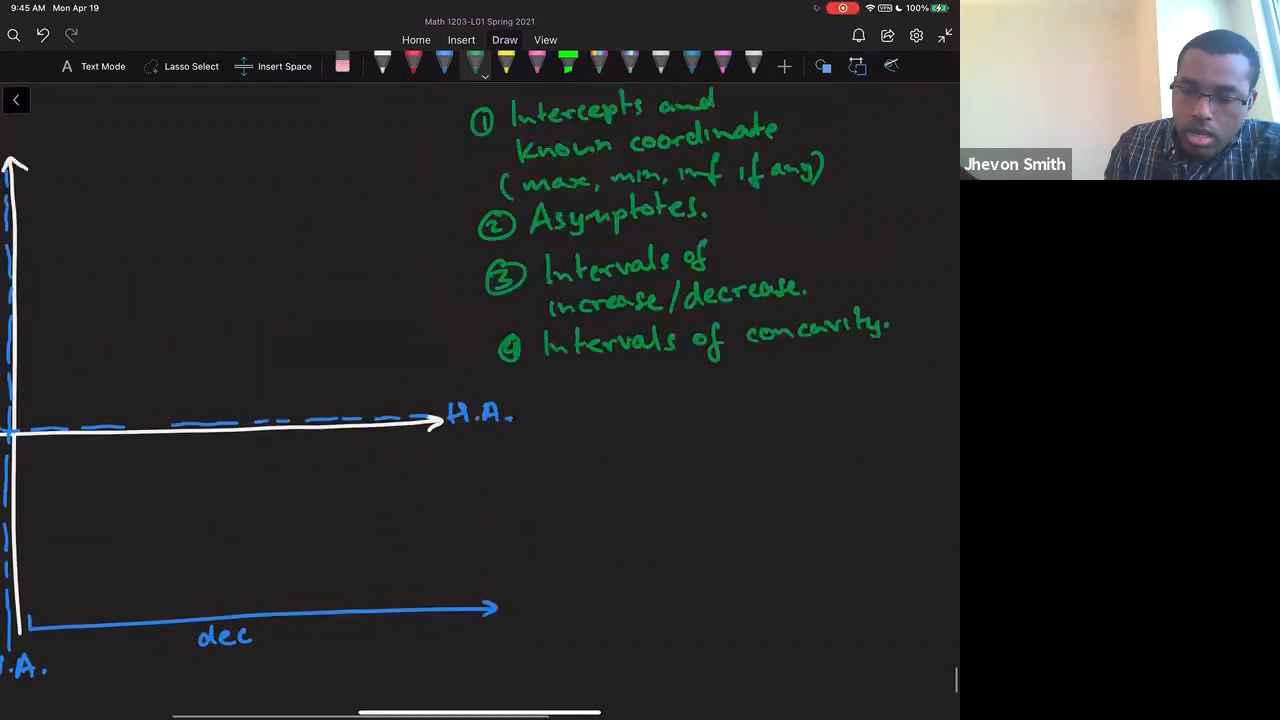 9:45 AM Mon Apr 19
VPN 100%
Math 1203-L01 Spring 2021
Home Insert Draw View
A Text Mode Lasso Select Insert Space
① Intercepts and
known coordinate
(max, min, inf if any)
Jhevon Smith
② Asymptotes.
③ Intervals of
increase/decrease.
④ Intervals of concavity.
H.A.
dec
.A.